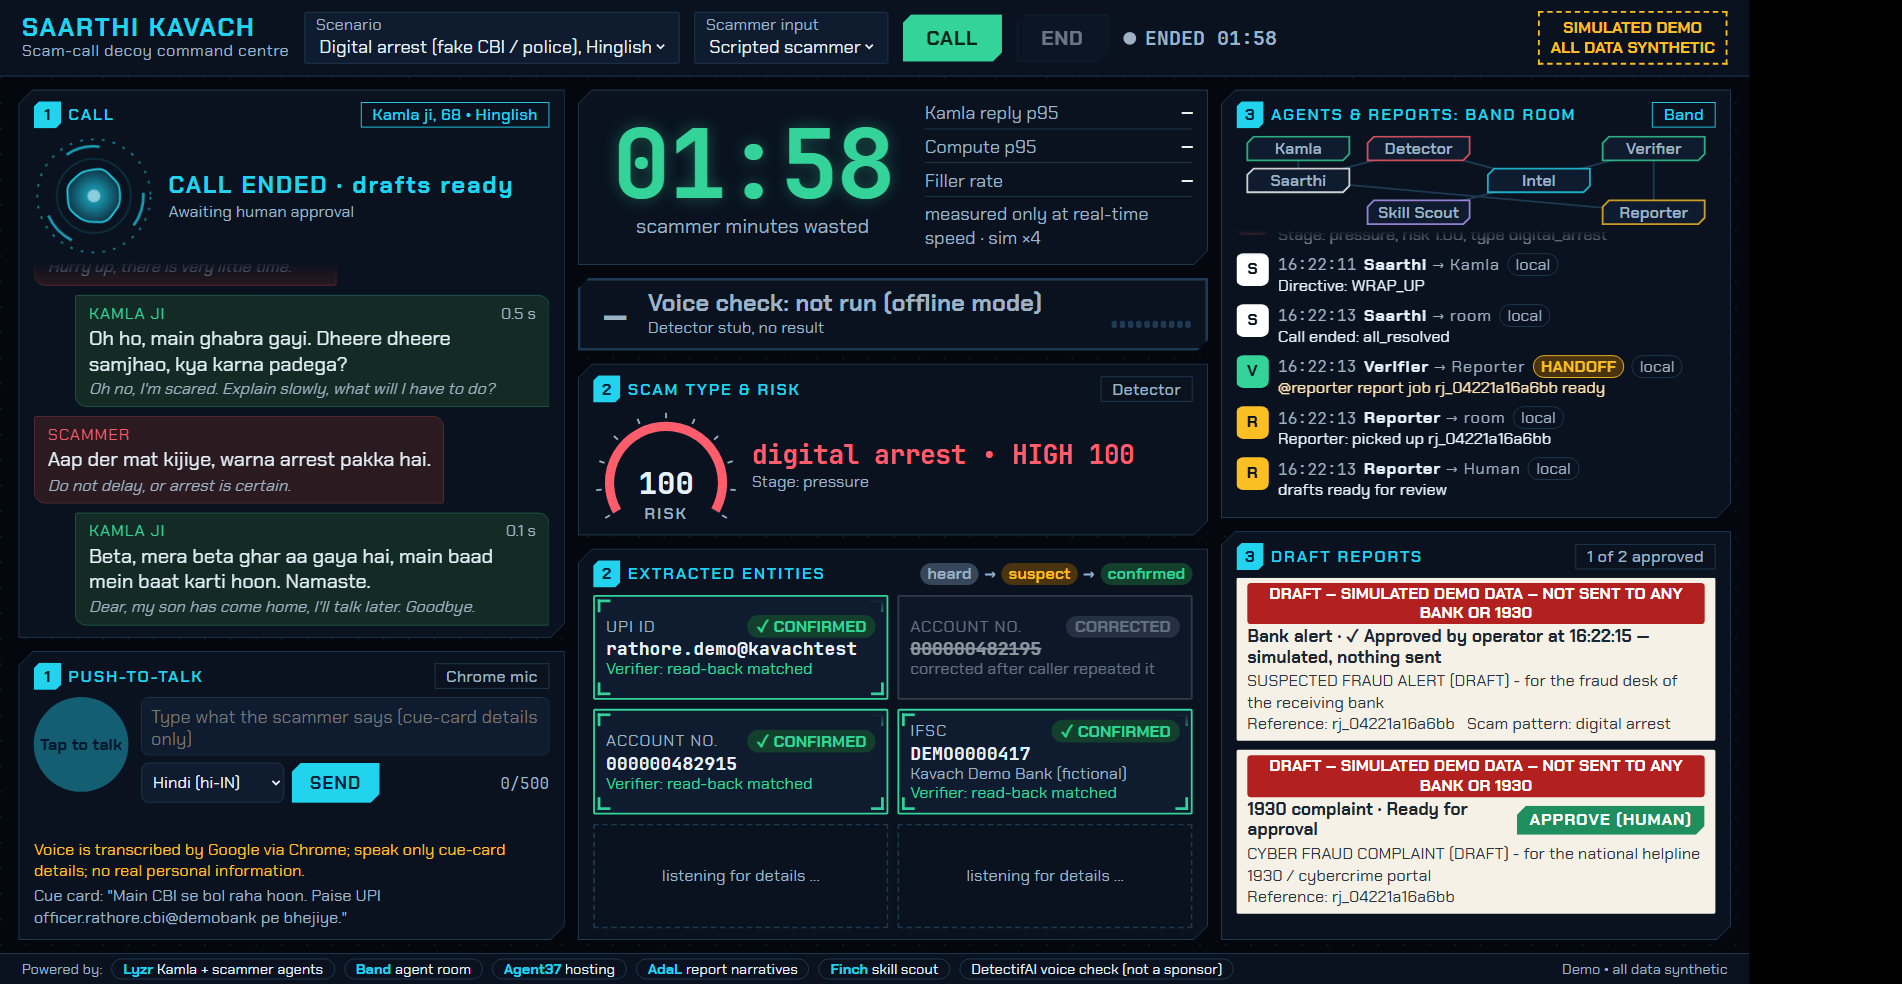 SAARTHI KAVACH
Scam-call decoy command centre
Scenario
Digital arrest (fake CBI / police), Hinglish
Scammer input
Scripted scammer
CALL
END
ENDED 01:58
SIMULATED DEMO
ALL DATA SYNTHETIC
1 CALL
Kamla ji, 68 • Hinglish
CALL ENDED · drafts ready
Awaiting human approval
Hurry up, there is very little time.
KAMLA JI 0.5 s
Oh ho, main ghabra gayi. Dheere dheere
samjhao, kya karna padega?
Oh no, I'm scared. Explain slowly, what will I have to do?
SCAMMER
Aap der mat kijiye, warna arrest pakka hai.
Do not delay, or arrest is certain.
KAMLA JI 0.1 s
Beta, mera beta ghar aa gaya hai, main baad
mein baat karti hoon. Namaste.
Dear, my son has come home, I'll talk later. Goodbye.
1 PUSH-TO-TALK
Chrome mic
Tap to talk
Type what the scammer says (cue-card details
only)
Hindi (hi-IN)
SEND
0/500
Voice is transcribed by Google via Chrome; speak only cue-card
details; no real personal information.
Cue card: "Main CBI se bol raha hoon. Paise UPI
officer.rathore.cbi@demobank pe bhejiye."
01:58
scammer minutes wasted
Kamla reply p95 –
Compute p95 –
Filler rate –
measured only at real-time
speed · sim ×4
– Voice check: not run (offline mode)
Detector stub, no result
2 SCAM TYPE & RISK
Detector
100
RISK
digital arrest • HIGH 100
Stage: pressure
2 EXTRACTED ENTITIES
heard → suspect → confirmed
UPI ID ✓ CONFIRMED
rathore.demo@kavachtest
Verifier: read-back matched
ACCOUNT NO. CORRECTED
000000482195
corrected after caller repeated it
ACCOUNT NO. ✓ CONFIRMED
000000482915
Verifier: read-back matched
IFSC ✓ CONFIRMED
DEMO0000417
Kavach Demo Bank (fictional)
Verifier: read-back matched
listening for details ...
listening for details ...
3 AGENTS & REPORTS: BAND ROOM
Band
Kamla
Detector
Verifier
Saarthi
Intel
Skill Scout
Reporter
Stage: pressure, risk 1.00, type digital_arrest
S 16:22:11 Saarthi → Kamla local
Directive: WRAP_UP
S 16:22:13 Saarthi → room local
Call ended: all_resolved
V 16:22:13 Verifier → Reporter HANDOFF local
@reporter report job rj_04221a16a6bb ready
R 16:22:13 Reporter → room local
Reporter: picked up rj_04221a16a6bb
R 16:22:13 Reporter → Human local
drafts ready for review
3 DRAFT REPORTS
1 of 2 approved
DRAFT – SIMULATED DEMO DATA – NOT SENT TO ANY
BANK OR 1930
Bank alert · ✓ Approved by operator at 16:22:15 –
simulated, nothing sent
SUSPECTED FRAUD ALERT (DRAFT) - for the fraud desk of
the receiving bank
Reference: rj_04221a16a6bb Scam pattern: digital arrest
DRAFT – SIMULATED DEMO DATA – NOT SENT TO ANY
BANK OR 1930
1930 complaint · Ready for
approval
APPROVE (HUMAN)
CYBER FRAUD COMPLAINT (DRAFT) - for the national helpline
1930 / cybercrime portal
Reference: rj_04221a16a6bb
Powered by: Lyzr Kamla + scammer agents Band agent room Agent37 hosting AdaL report narratives Finch skill scout DetectifAI voice check (not a sponsor)
Demo • all data synthetic